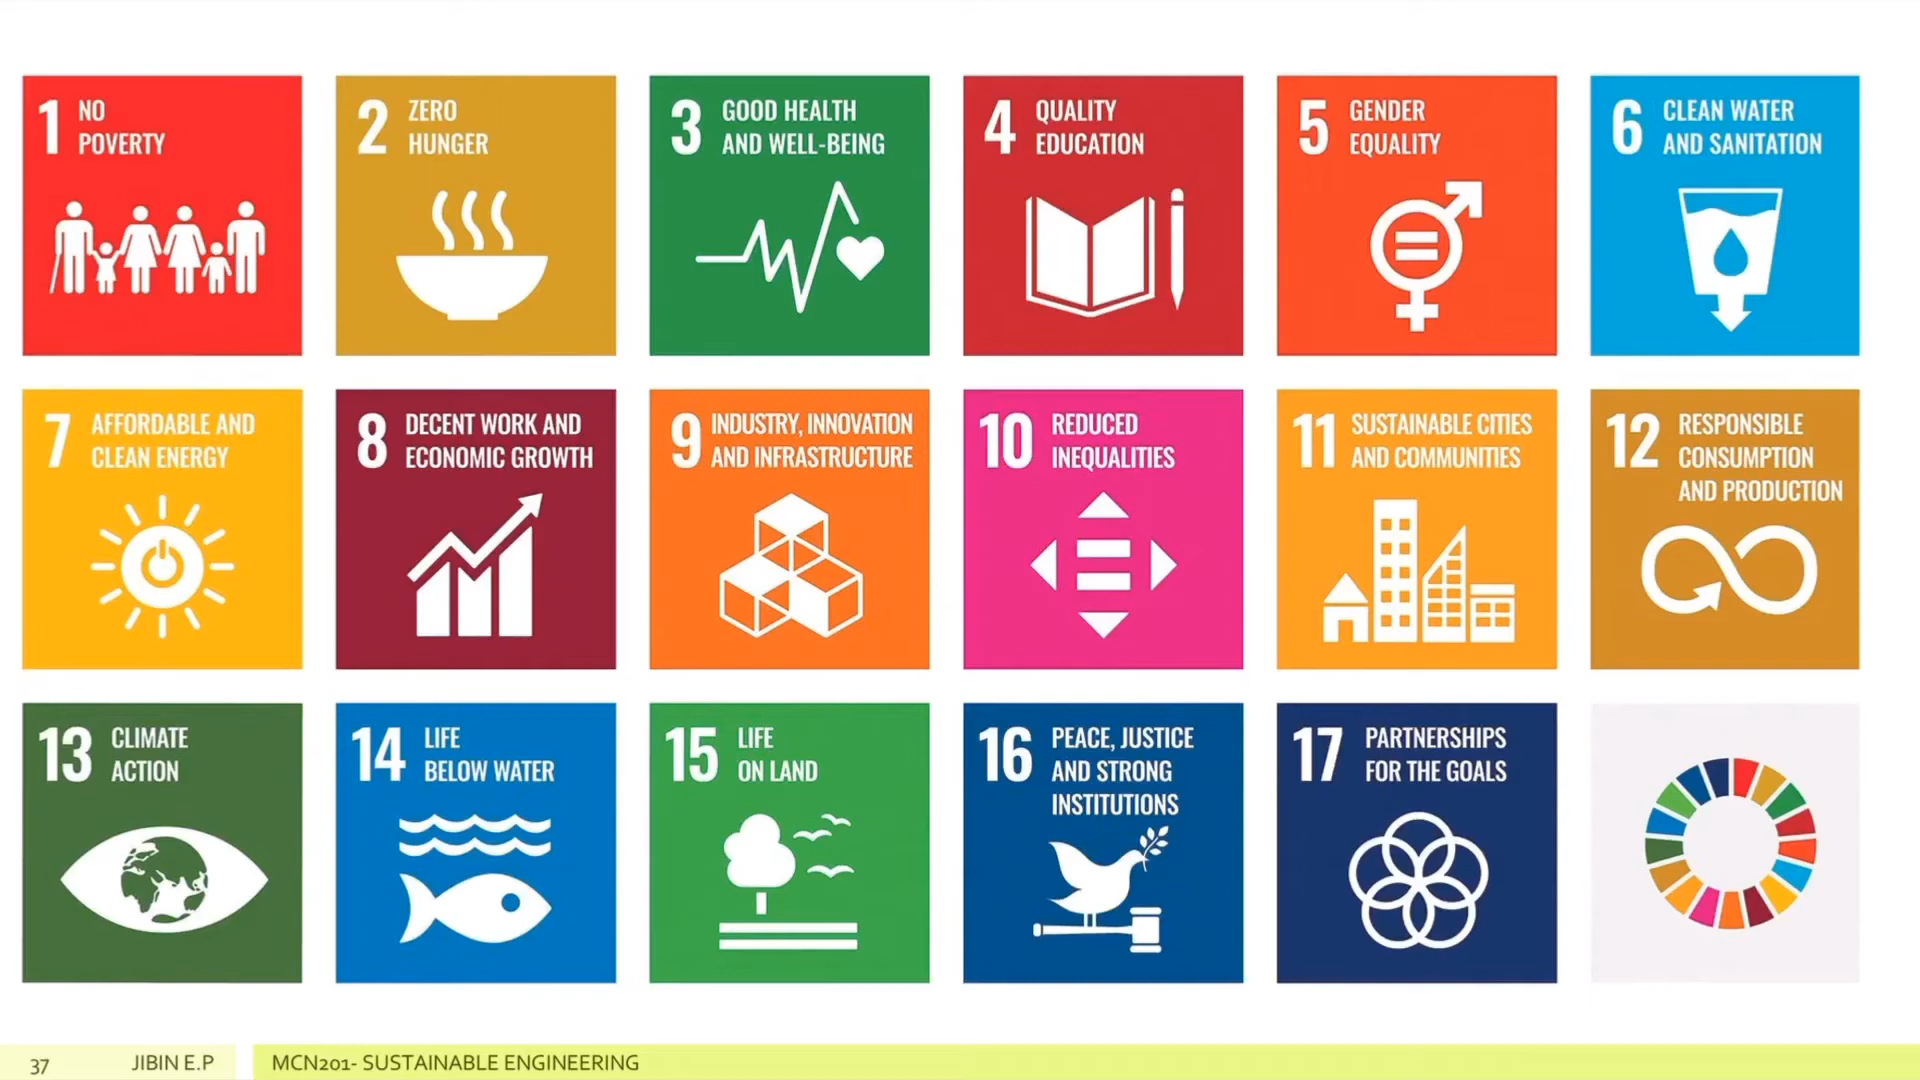 1 NO
POVERTY
2 ZERO
HUNGER
3 GOOD HEALTH
AND WELL-BEING
4 QUALITY
EDUCATION
5 GENDER
EQUALITY
6 CLEAN WATER
AND SANITATION
7 AFFORDABLE AND
CLEAN ENERGY
8 DECENT WORK AND
ECONOMIC GROWTH
9 INDUSTRY, INNOVATION
AND INFRASTRUCTURE
10 REDUCED
INEQUALITIES
11 SUSTAINABLE CITIES
AND COMMUNITIES
12 RESPONSIBLE
CONSUMPTION
AND PRODUCTION
13 CLIMATE
ACTION
14 LIFE
BELOW WATER
15 LIFE
ON LAND
16 PEACE, JUSTICE
AND STRONG
INSTITUTIONS
17 PARTNERSHIPS
FOR THE GOALS
37 JIBIN E.P MCN201- SUSTAINABLE ENGINEERING